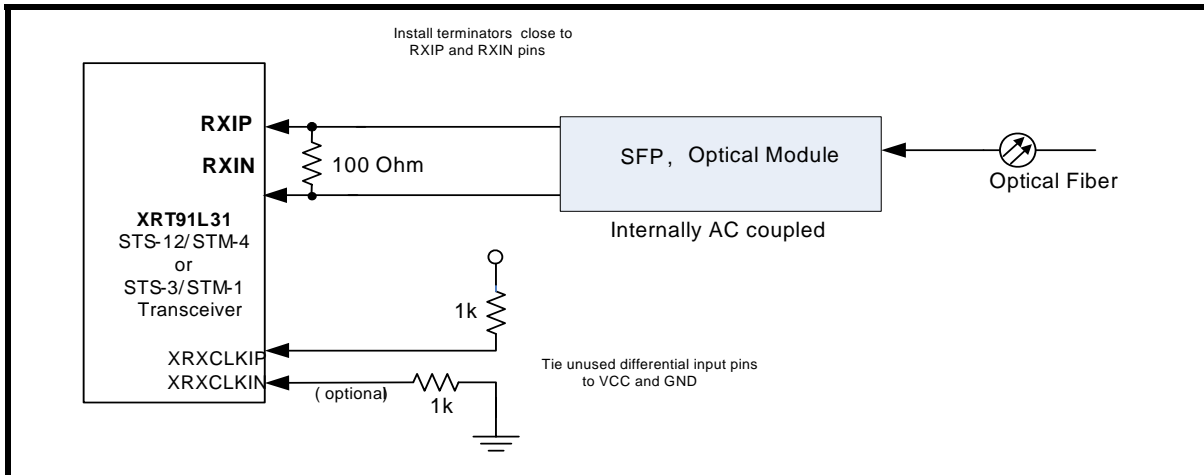 Install terminators close to
RXIP and RXIN pins
RXIP
RXIN
100 Ohm
SFP, Optical Module
Optical Fiber
Internally AC coupled
XRT91L31
STS-12/STM-4
or
STS-3/STM-1
Transceiver
1k
XRXCLKIP
XRXCLKIN
(optional)
1k
Tie unused differential input pins
to VCC and GND